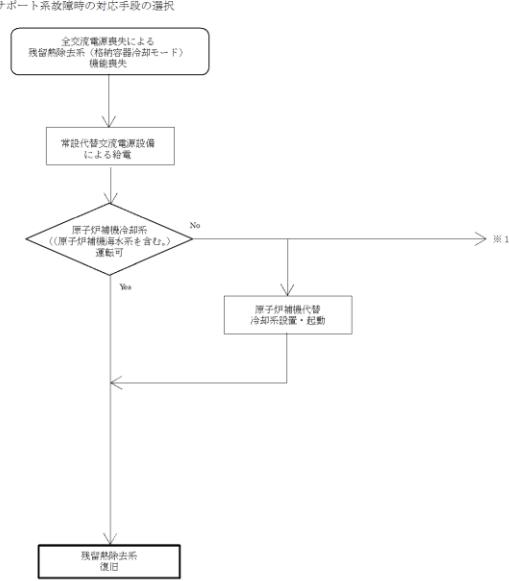 サポート系故障時の対応手段の選択
全交流電源喪失による
残留熱除去系（格納容器冷却モード）
機能喪失
常設代替交流電源設備
による給電
原子炉補機冷却系
（(原子炉補機海水系を含む。）
運転可
No
※1
Yes
原子炉補機代替
冷却系設置・起動
残留熱除去系
復旧